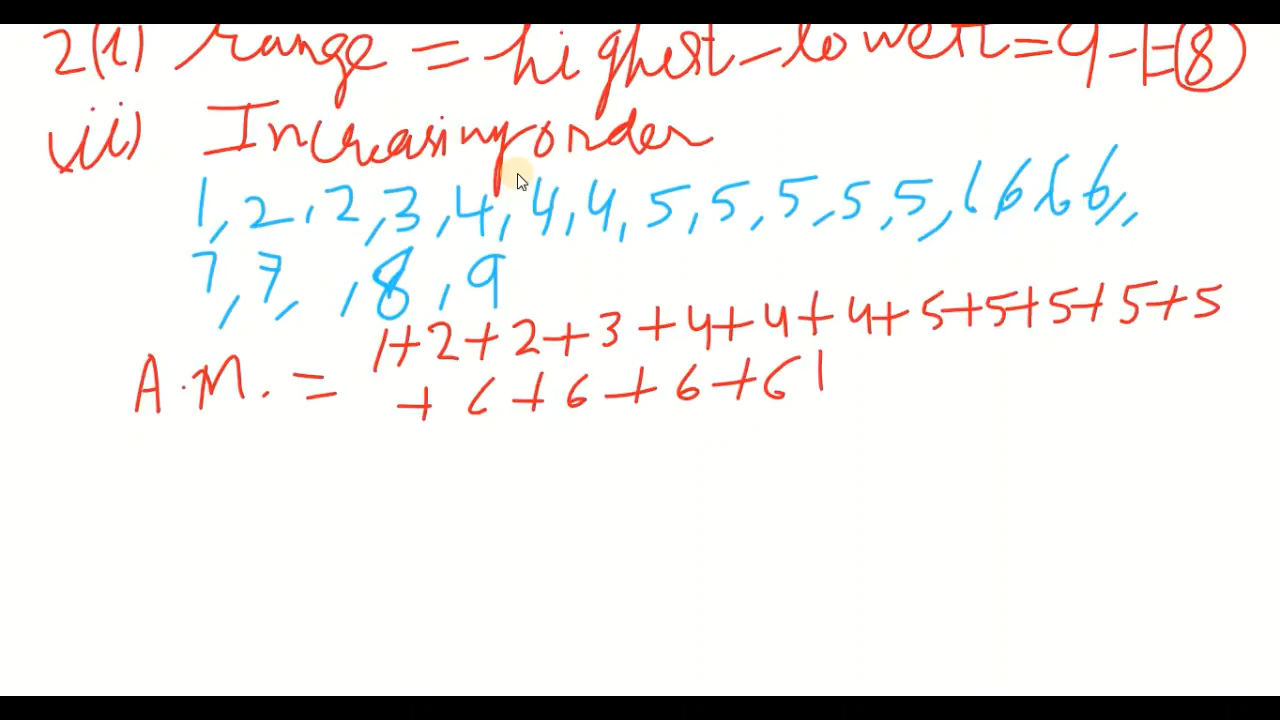 2(i) range = highest - lowest = 9 - 1 = 8
(ii) Increasing order
1, 2, 2, 3, 4, 4, 4, 5, 5, 5, 5, 5, 6 6, 6 6,,
7, 7, , 8, 9
1+2+2+3+4+4+4+5+5+5+5+5
A.M. = + 6 + 6 + 6 + 6